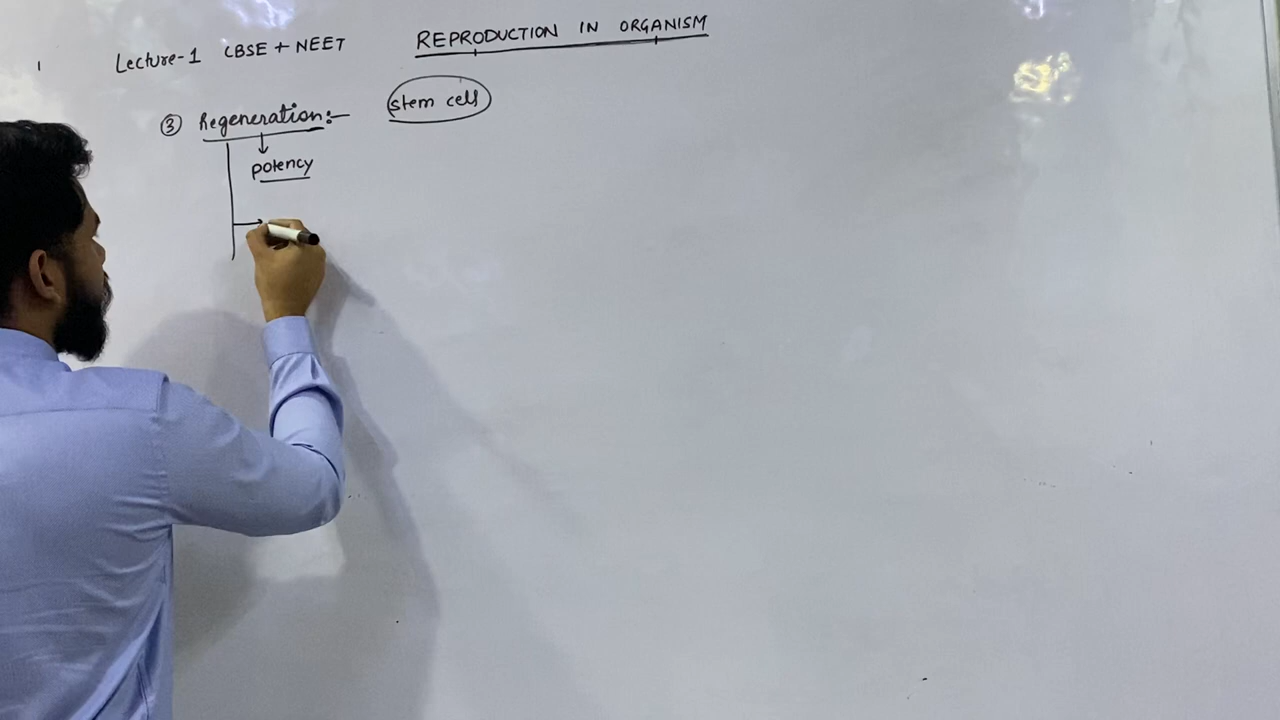 Lecture-1 CBSE + NEET REPRODUCTION IN ORGANISM
③ Regeneration:- stem cell
potency